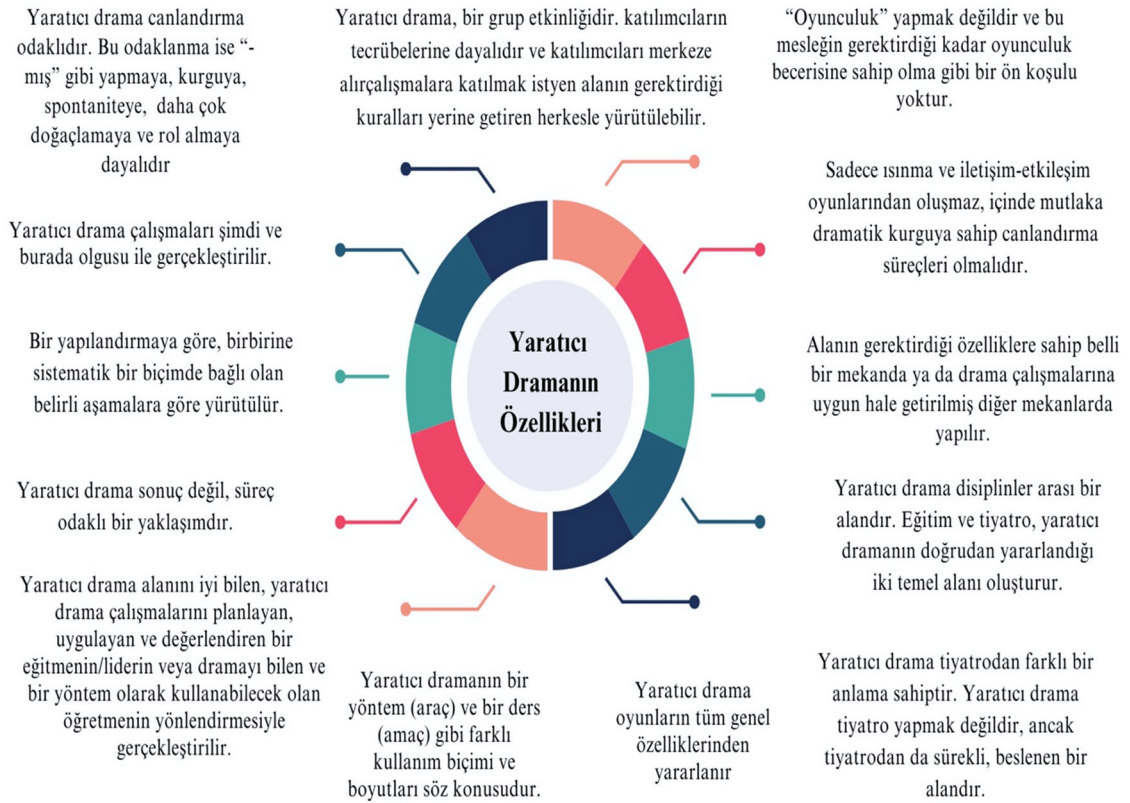 Yaratıcı drama canlandırma
odaklıdır. Bu odaklanma ise “-
mış” gibi yapmaya, kurguya,
spontaniteye, daha çok
doğaçlamaya ve rol almaya
dayalıdır
Yaratıcı drama, bir grup etkinliğidir. katılımcıların
tecrübelerine dayalıdır ve katılımcıları merkeze
alırçalışmalara katılmak istyen alanın gerektirdiği
kuralları yerine getiren herkesle yürütülebilir.
“Oyunculuk” yapmak değildir ve bu
mesleğin gerektirdiği kadar oyunculuk
becerisine sahip olma gibi bir ön koşulu
yoktur.
Yaratıcı drama çalışmaları şimdi ve
burada olgusu ile gerçekleştirilir.
Sadece ısınma ve iletişim-etkileşim
oyunlarından oluşmaz, içinde mutlaka
dramatik kurguya sahip canlandırma
süreçleri olmalıdır.
Bir yapılandırmaya göre, birbirine
sistematik bir biçimde bağlı olan
belirli aşamalara göre yürütülür.
Yaratıcı
Dramanın
Özellikleri
Alanın gerektirdiği özelliklere sahip belli
bir mekanda ya da drama çalışmalarına
uygun hale getirilmiş diğer mekanlarda
yapılır.
Yaratıcı drama sonuç değil, süreç
odaklı bir yaklaşımdır.
Yaratıcı drama disiplinler arası bir
alandır. Eğitim ve tiyatro, yaratıcı
dramanın doğrudan yararlandığı
iki temel alanı oluşturur.
Yaratıcı drama alanını iyi bilen, yaratıcı
drama çalışmalarını planlayan,
uygulayan ve değerlendiren bir
eğitmenin/liderin veya dramayı bilen ve
bir yöntem olarak kullanabilecek olan
öğretmenin yönlendirmesiyle
gerçekleştirilir.
Yaratıcı dramanın bir
yöntem (araç) ve bir ders
(amaç) gibi farklı
kullanım biçimi ve
boyutları söz konusudur.
Yaratıcı drama
oyunların tüm genel
özelliklerinden
yararlanır
Yaratıcı drama tiyatrodan farklı bir
anlama sahiptir. Yaratıcı drama
tiyatro yapmak değildir, ancak
tiyatrodan da sürekli, beslenen bir
alandır.